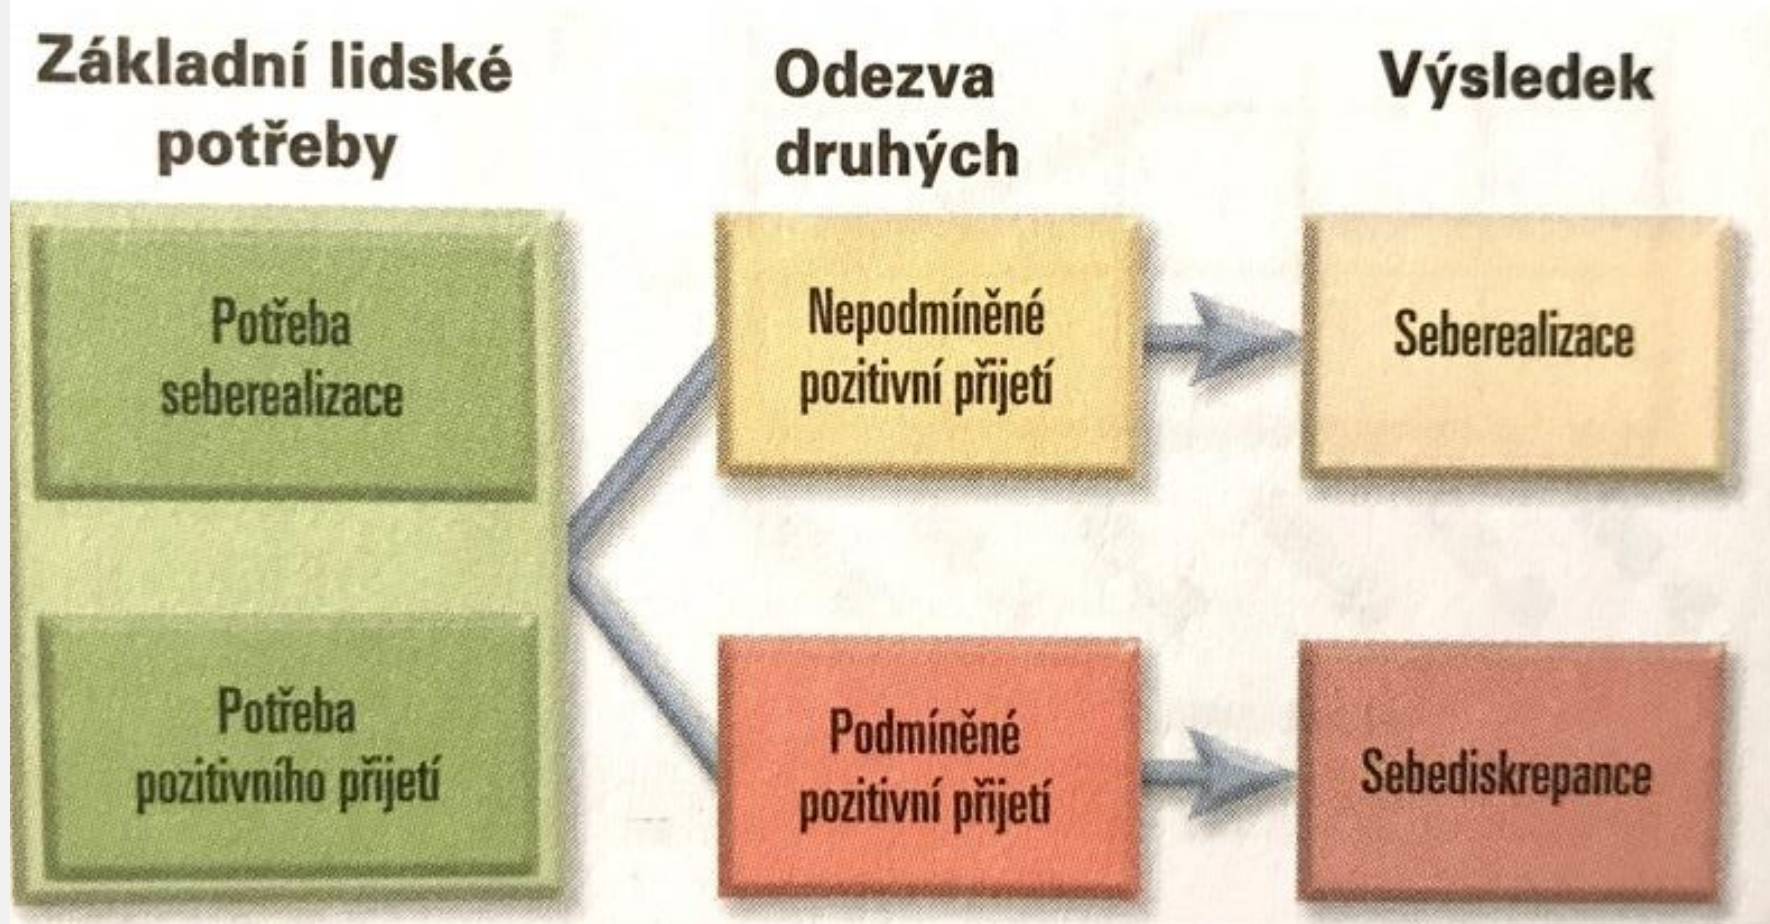 Základní lidské
potřeby
Odezva
druhých
Výsledek
Potřeba
seberealizace
Nepodmíněné
pozitivní přijetí
Seberealizace
Potřeba
pozitivního přijetí
Podmíněné
pozitivní přijetí
Sebediskrepance